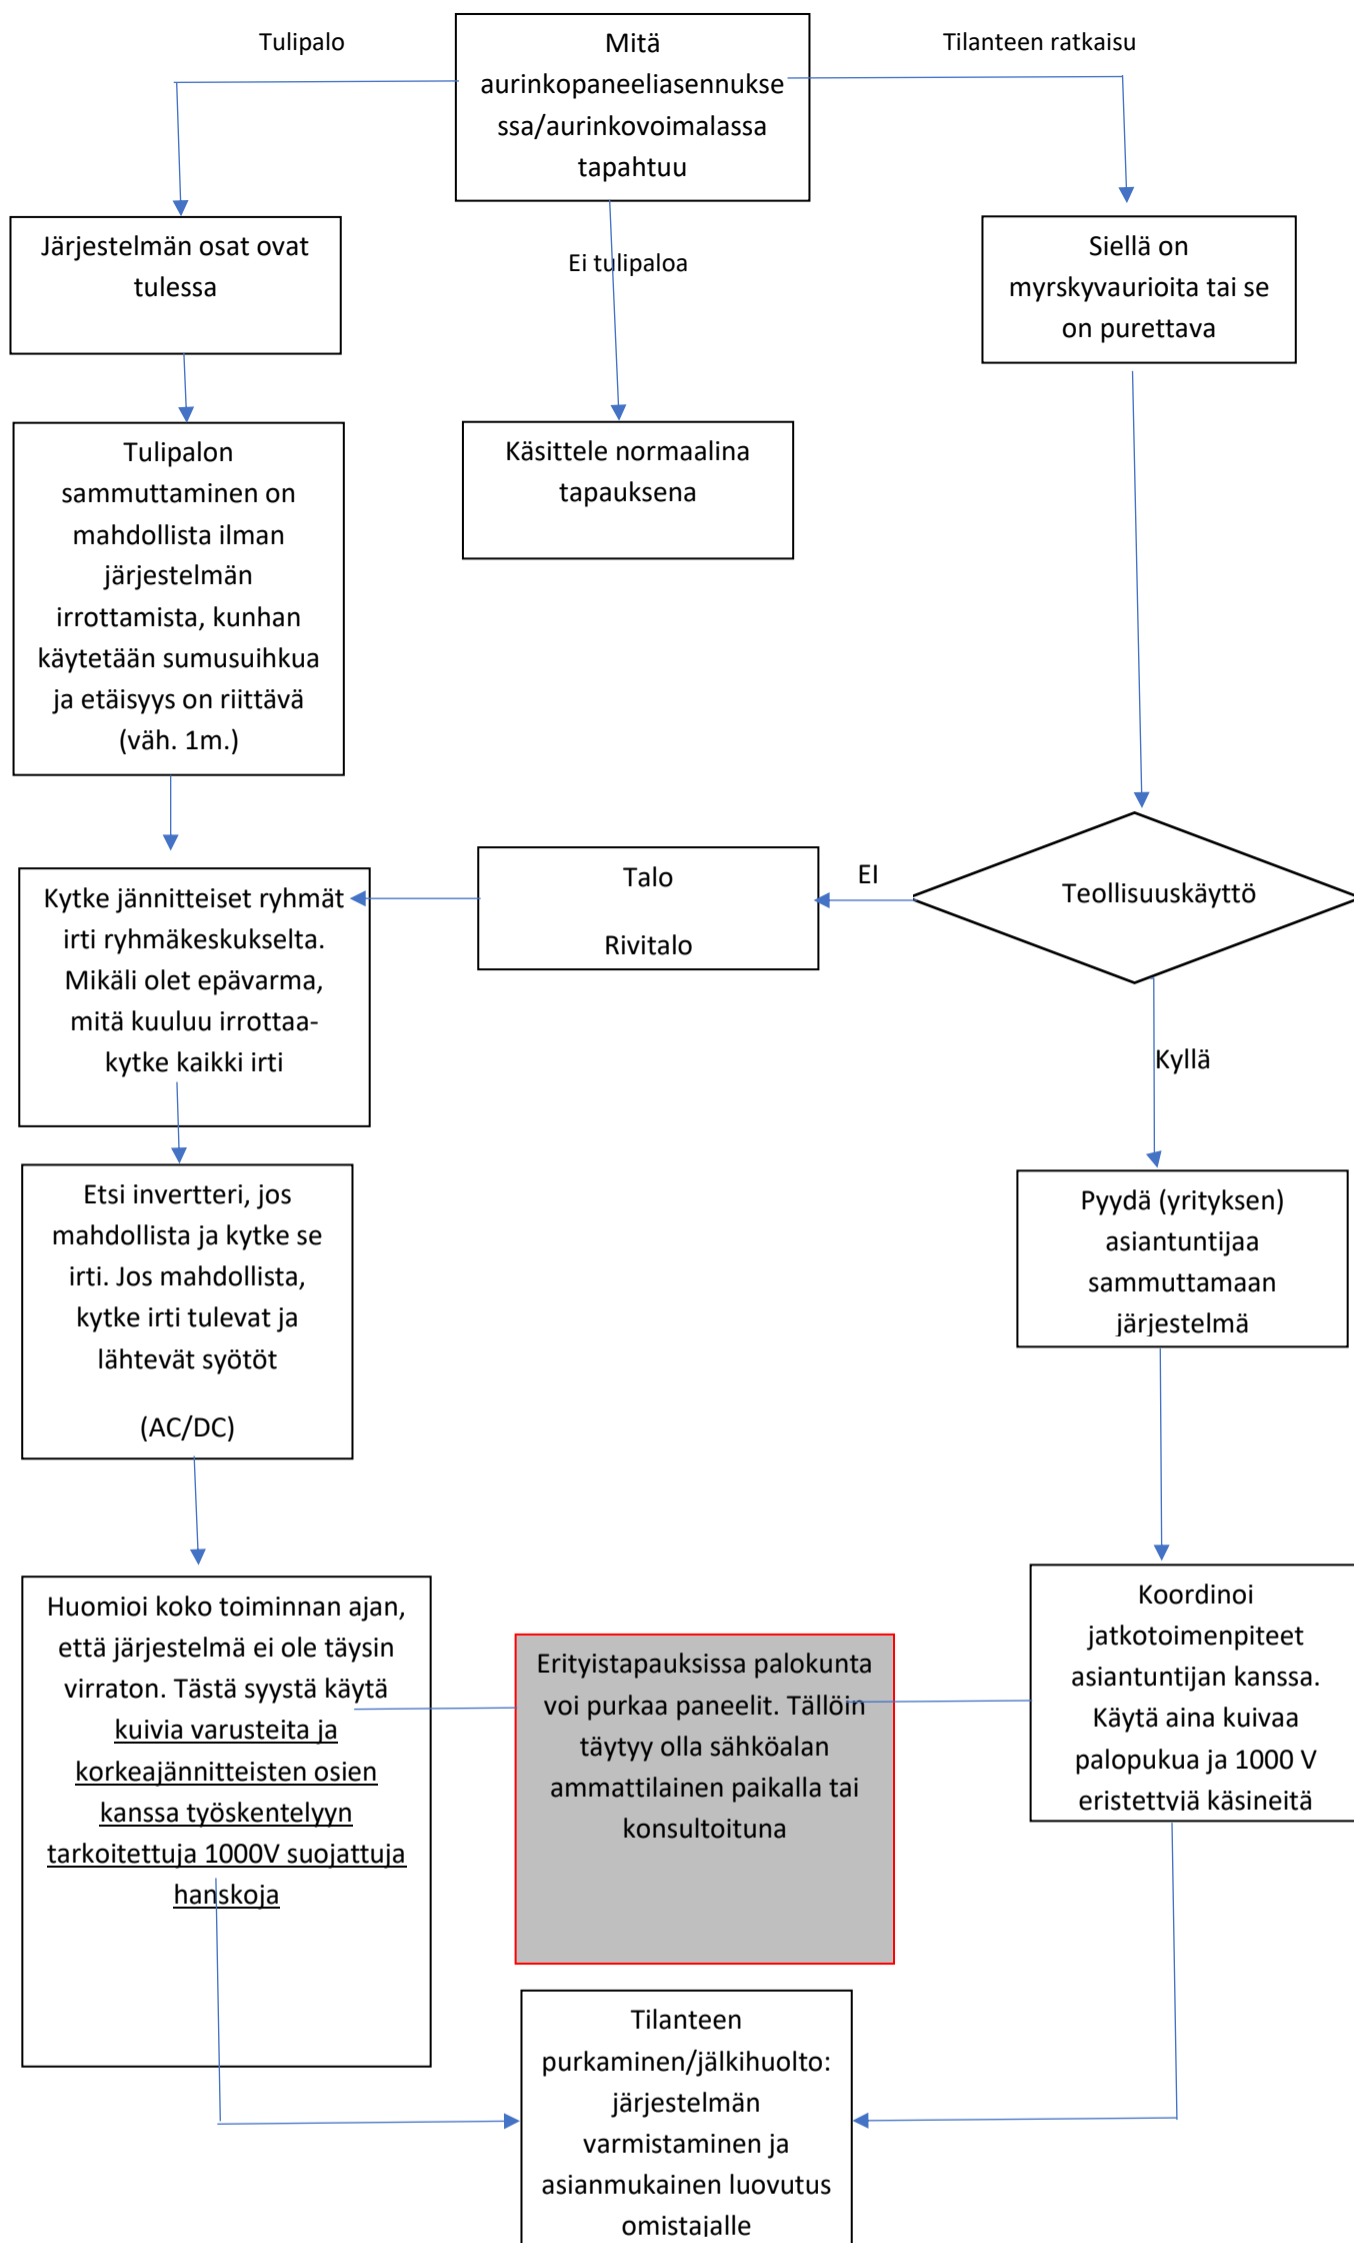 Tulipalo
Mitä
aurinkopaneeliasennukse
ssa/aurinkovoimalassa
tapahtuu
Tilanteen ratkaisu
Järjestelmän osat ovat
tulessa
Ei tulipaloa
Siellä on
myrskyvaurioita tai se
on purettava
Tulipalon
sammuttaminen on
mahdollista ilman
järjestelmän
irrottamista, kunhan
käytetään sumusuihkua
ja etäisyys on riittävä
(väh. 1m.)
Käsittele normaalina
tapauksena
Kytke jännitteiset ryhmät
irti ryhmäkeskukselta.
Mikäli olet epävarma,
mitä kuuluu irrottaa-
kytke kaikki irti
Talo
Rivitalo
EI
Teollisuuskäyttö
Kyllä
Etsi invertteri, jos
mahdollista ja kytke se
irti. Jos mahdollista,
kytke irti tulevat ja
lähtevät syötöt
(AC/DC)
Pyydä (yrityksen)
asiantuntijaa
sammuttamaan
järjestelmä
Huomioi koko toiminnan ajan,
että järjestelmä ei ole täysin
virraton. Tästä syystä käytä
kuivia varusteita ja
korkeajännitteisten osien
kanssa työskentelyyn
tarkoitettuja 1000V suojattuja
hanskoja
Erityistapauksissa palokunta
voi purkaa paneelit. Tällöin
täytyy olla sähköalan
ammattilainen paikalla tai
konsultoituna
Koordinoi
jatkotoimenpiteet
asiantuntijan kanssa.
Käytä aina kuivaa
palopukua ja 1000 V
eristettyjä käsineitä
Tilanteen
purkaminen/jälkihuolto:
järjestelmän
varmistaminen ja
asianmukainen luovutus
omistajalle